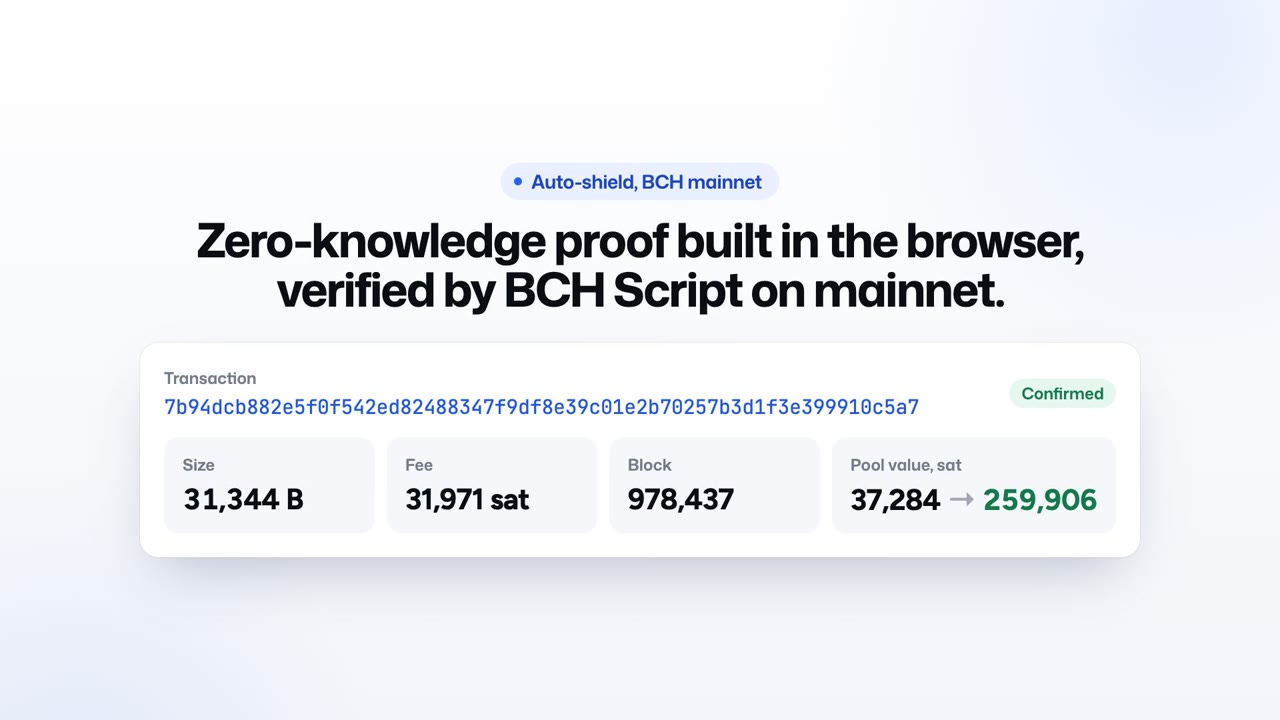 Auto-shield, BCH mainnet
Zero-knowledge proof built in the browser,
verified by BCH Script on mainnet.
Transaction
7b94dcb882e5f0f542ed82488347f9df8e39c01e2b70257b3d1f3e399910c5a7
Confirmed
Size
31,344 B
Fee
31,971 sat
Block
978,437
Pool value, sat
37,284 → 259,906